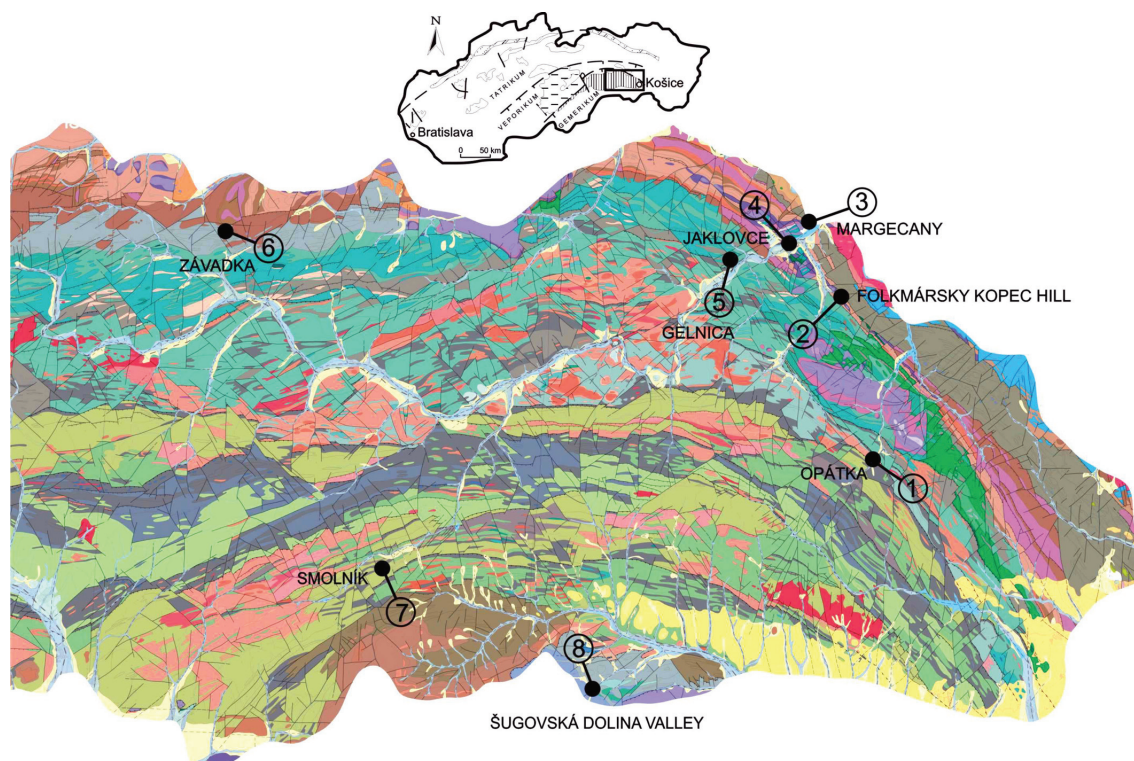 N
TATRIKUM
VEPORIKUM
GEMERIKUM
Košice
Bratislava
0 50 km
3
4
MARGECANY
JAKLOVCE
6
ZÁVADKA
5
FOLKMÁRSKY KOPEC HILL
2
GELNICA
OPÁTKA
1
SMOLNÍK
7
8
ŠUGOVSKÁ DOLINA VALLEY